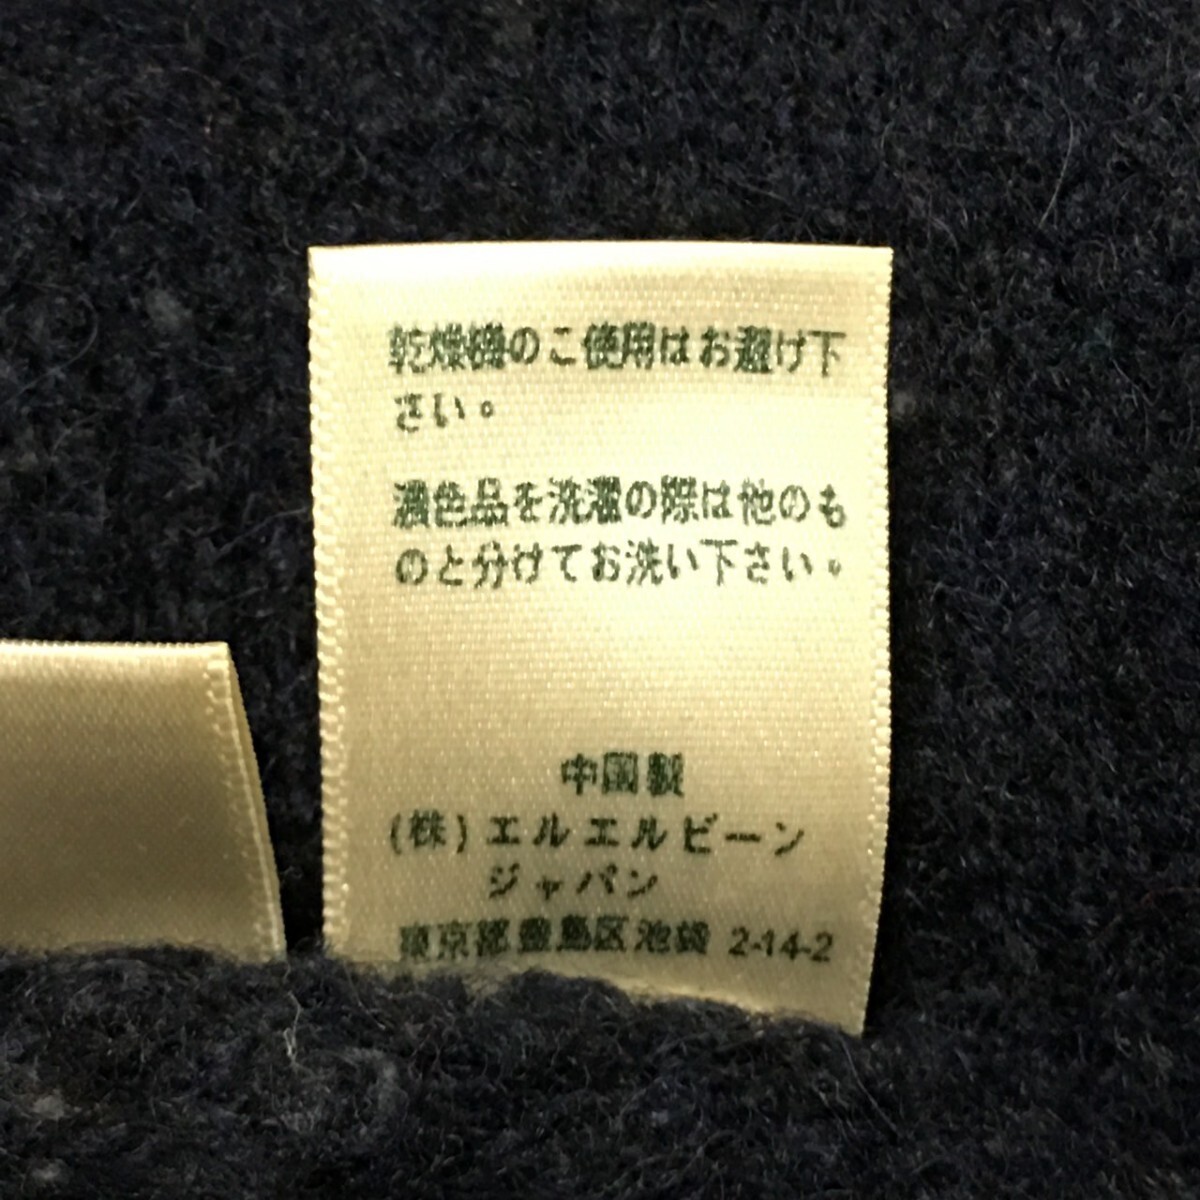 乾燥機のご使用はお避け下
さい。
濃色品を洗濯の際は他のも
のと分けてお洗い下さい。
中国製
(株)エルエルビーン
ジャパン
東京都豊島区池袋 2-14-2